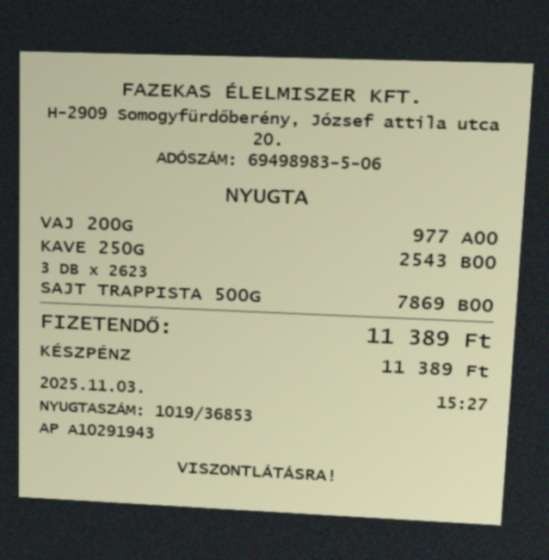 FAZEKAS ÉLELMISZER KFT.
H-2909 Somogyfürdőberény, József attila utca
20.
ADÓSZÁM: 69498983-5-06
NYUGTA
VAJ 200G 977 A00
KAVE 250G 2543 B00
3 DB x 2623
SAJT TRAPPISTA 500G 7869 B00
FIZETENDŐ: 11 389 Ft
KÉSZPÉNZ 11 389 Ft
2025.11.03. 15:27
NYUGTASZÁM: 1019/36853
AP A10291943
VISZONTLÁTÁSRA!